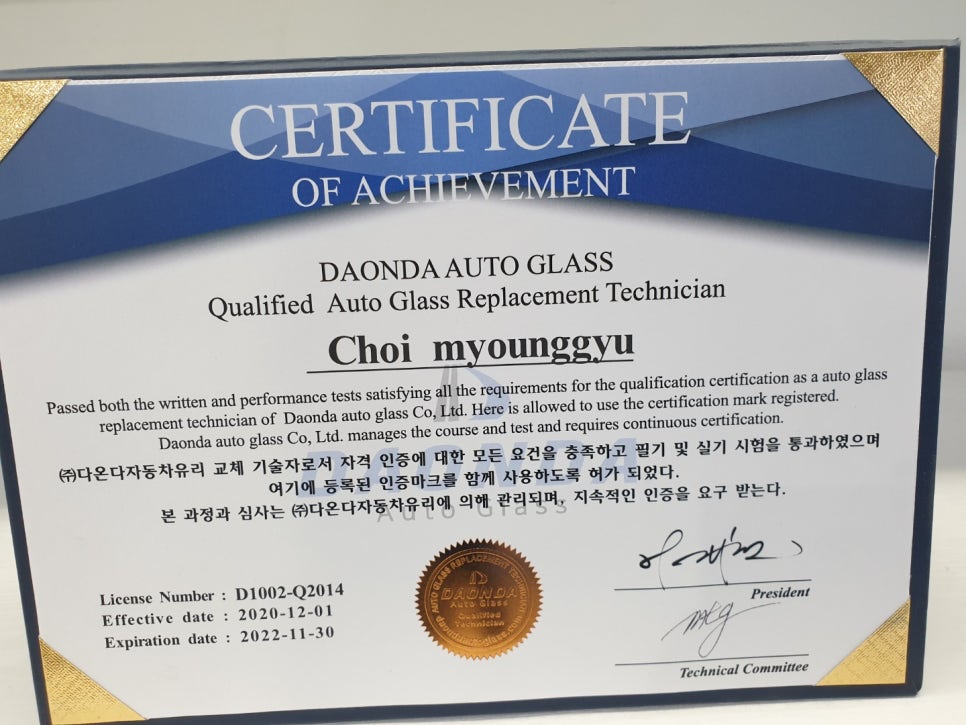 CERTIFICATE
OF ACHIEVEMENT
DAONDA AUTO GLASS
Qualified Auto Glass Replacement Technician
Choi myounggyu
Passed both the written and performance tests satisfying all the requirements for the qualification certification as a auto glass
replacement technician of Daonda auto glass Co, Ltd. Here is allowed to use the certification mark registered.
Daonda auto glass Co, Ltd. manages the course and test and requires continuous certification.
㈜다온다자동차유리 교체 기술자로서 자격 인증에 대한 모든 요건을 충족하고 필기 및 실기 시험을 통과하였으며
여기에 등록된 인증마크를 함께 사용하도록 허가 되었다.
본 과정과 심사는 ㈜다온다자동차유리에 의해 관리되며, 지속적인 인증을 요구 받는다.
DAONDA
Auto Glass
License Number : D1002-Q2014
Effective date : 2020-12-01
Expiration date : 2022-11-30
AUTO GLASS REPLACEMENT TECHNICIAN
DAONDA
Auto Glass
Qualified
Technician
President
Technical Committee